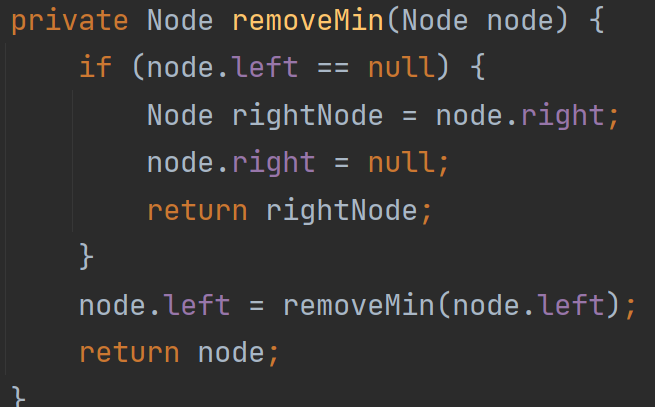 private Node removeMin(Node node) {
    if (node.left == null) {
        Node rightNode = node.right;
        node.right = null;
        return rightNode;
    }
    node.left = removeMin(node.left);
    return node;
}